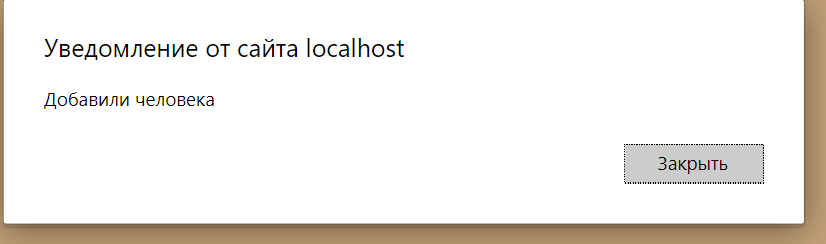 Уведомление от сайта localhost
Добавили человека
Закрыть